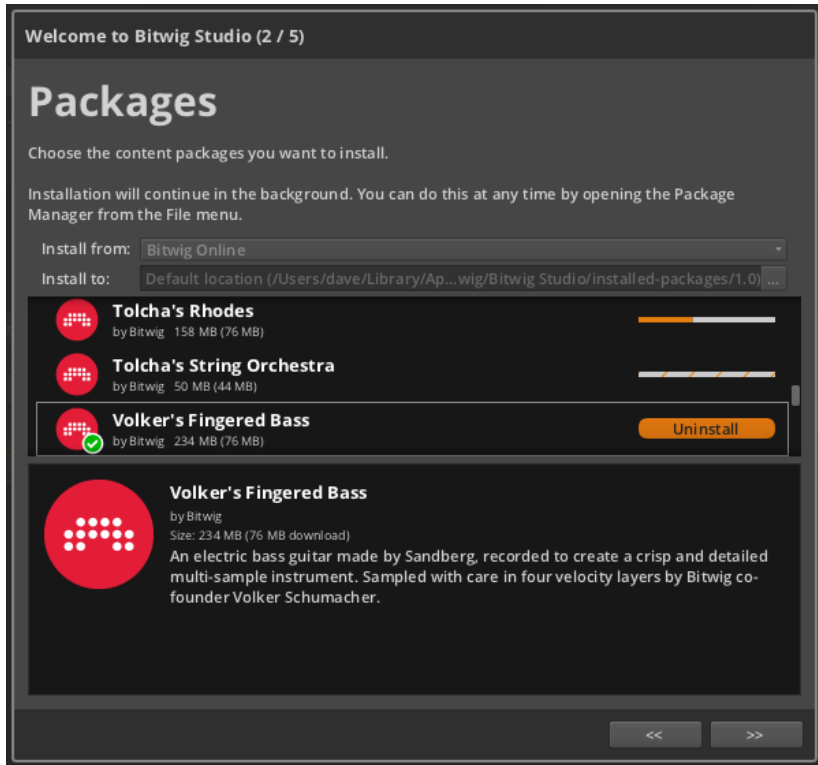 Welcome to Bitwig Studio (2 / 5)
Packages
Choose the content packages you want to install.
Installation will continue in the background. You can do this at any time by opening the Package
Manager from the File menu.
Install from: Bitwig Online
Install to: Default location (/Users/dave/Library/Ap...wig/Bitwig Studio/installed-packages/1.0) ...
Tolcha's Rhodes
by Bitwig 158 MB (76 MB)
Tolcha's String Orchestra
by Bitwig 50 MB (44 MB)
Volker's Fingered Bass
by Bitwig 234 MB (76 MB)
Uninstall
Volker's Fingered Bass
by Bitwig
Size: 234 MB (76 MB download)
An electric bass guitar made by Sandberg, recorded to create a crisp and detailed
multi-sample instrument. Sampled with care in four velocity layers by Bitwig co-
founder Volker Schumacher.
<< >>